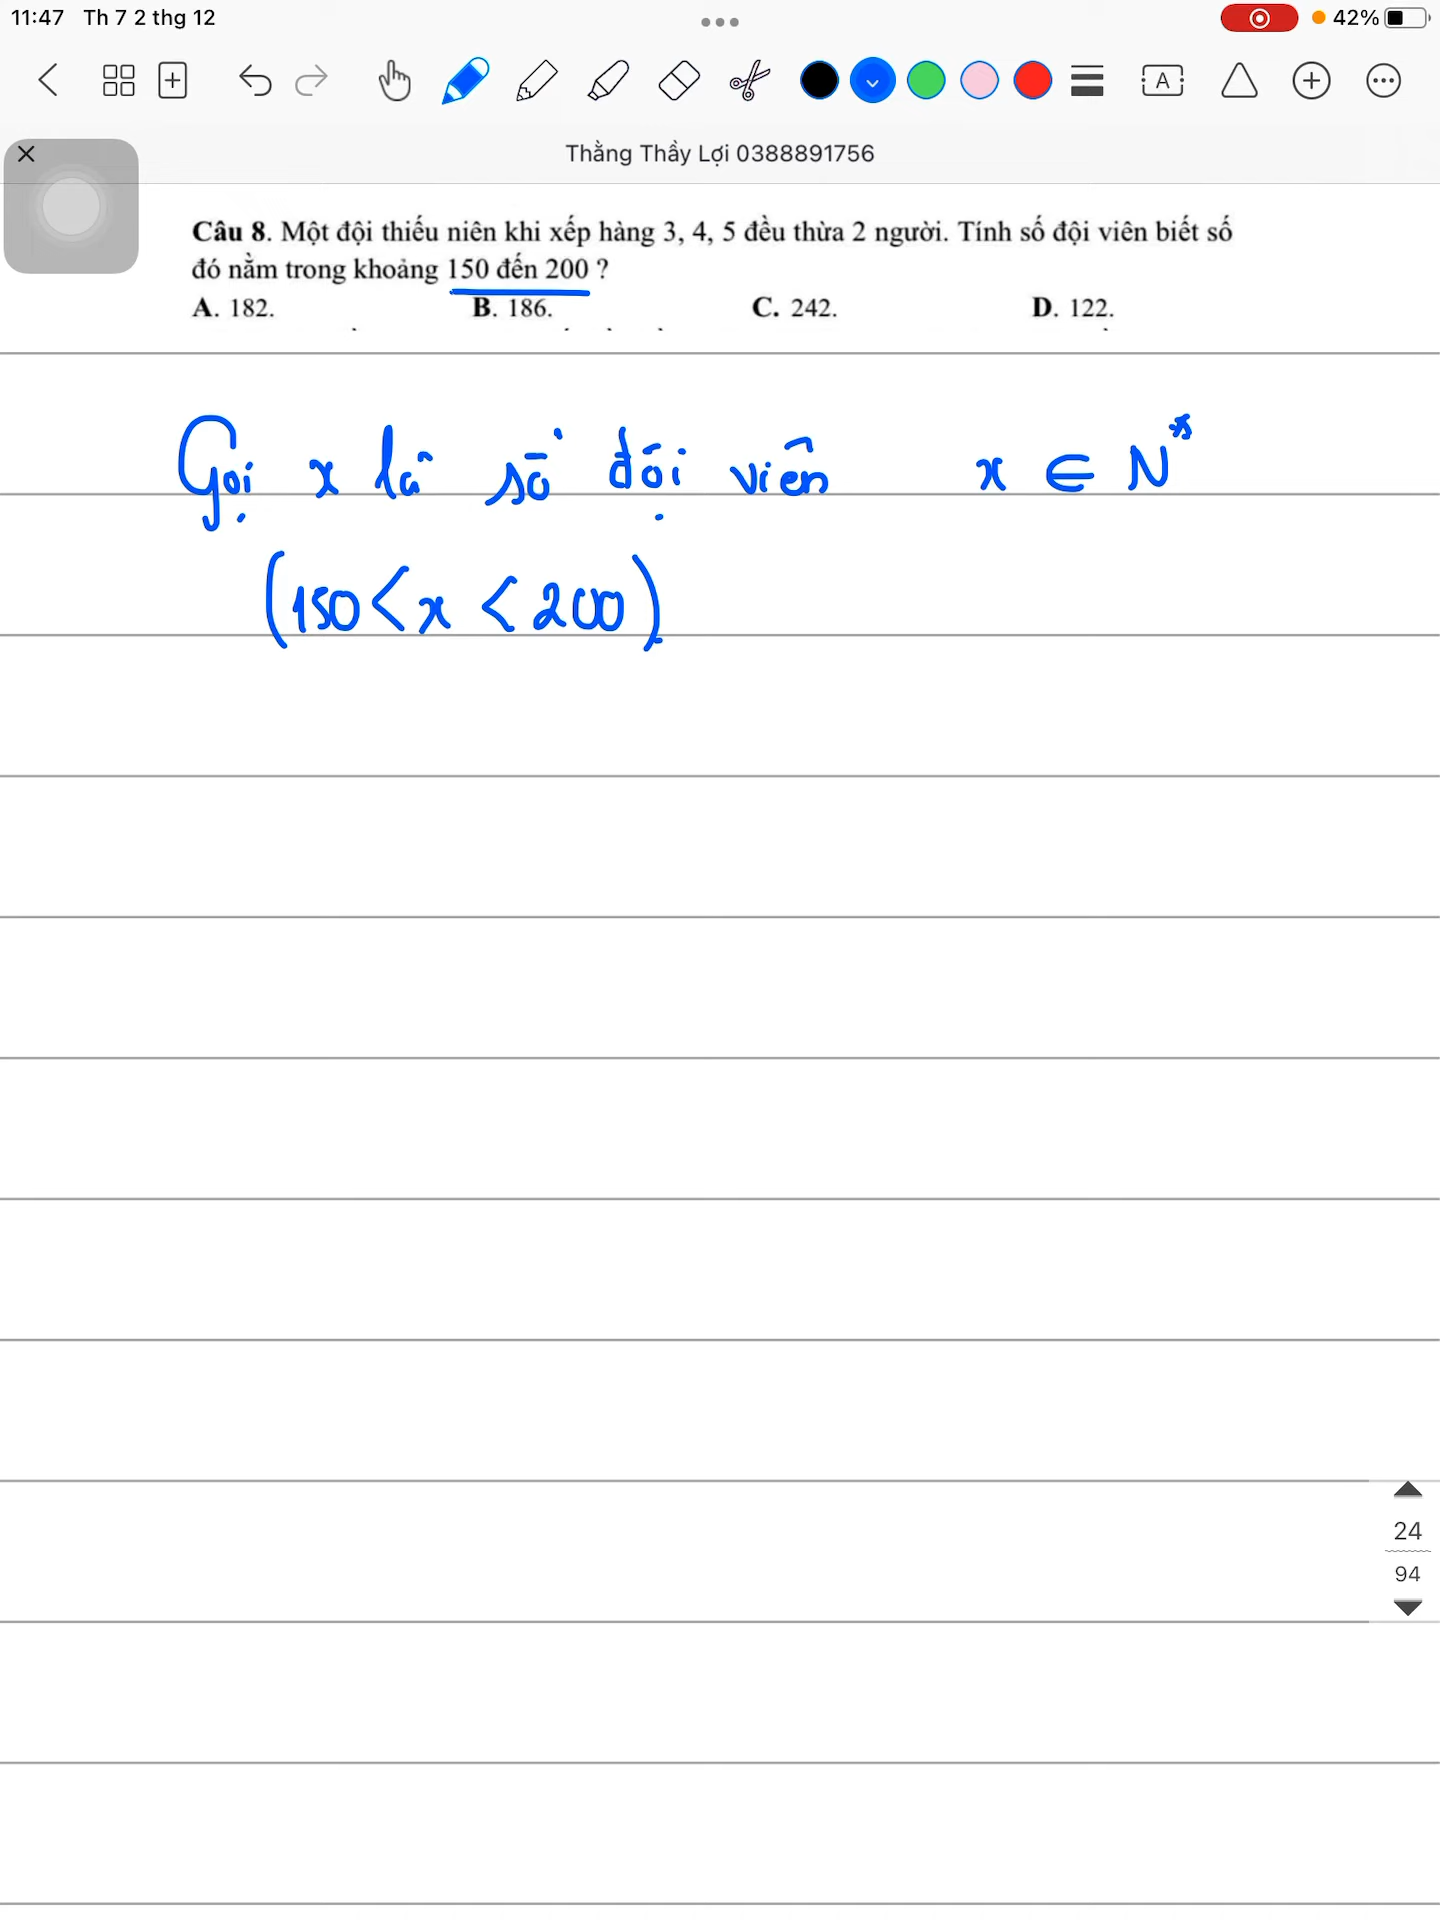 11:47 Th 7 2 thg 12
42%
A
Thằng Thầy Lợi 0388891756
Câu 8. Một đội thiếu niên khi xếp hàng 3, 4, 5 đều thừa 2 người. Tính số đội viên biết số
đó nằm trong khoảng 150 đến 200 ?
A. 182. B. 186. C. 242. D. 122.
Gọi x là số đội viên x ∈ N*
(150 < x < 200)
24
94